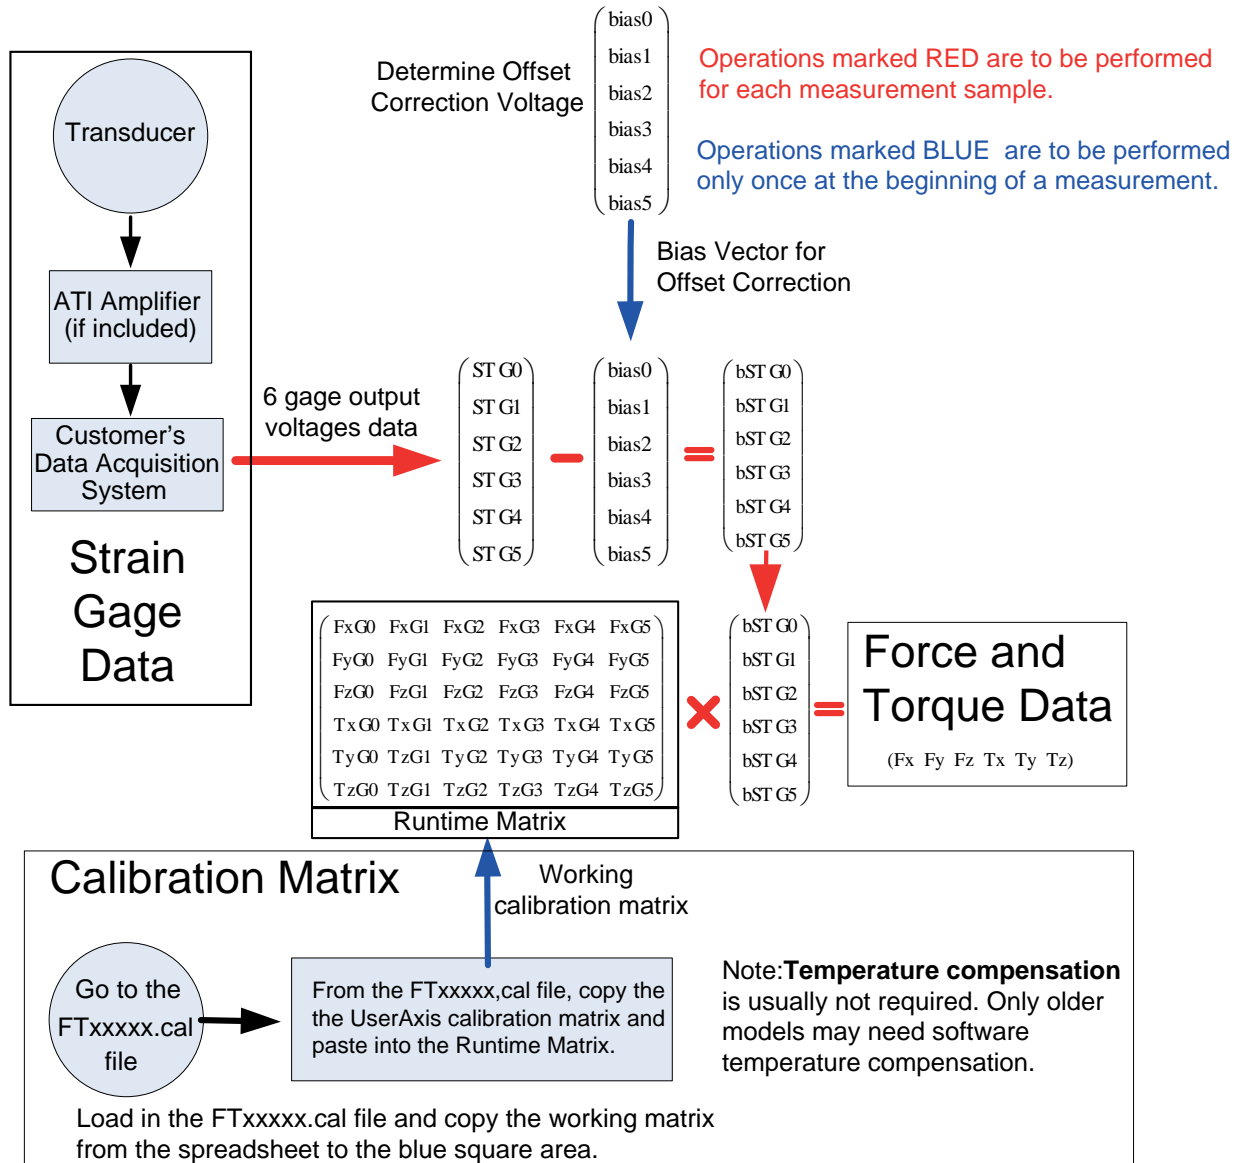 bias0
bias1
bias2
bias3
bias4
bias5
Determine Offset
Correction Voltage
Operations marked RED are to be performed
for each measurement sample.
Operations marked BLUE are to be performed
only once at the beginning of a measurement.
Transducer
ATI Amplifier
(if included)
Customer's
Data Acquisition
System
Strain
Gage
Data
Bias Vector for
Offset Correction
6 gage output
voltages data
ST G0
ST G1
ST G2
ST G3
ST G4
ST G5
−
bias0
bias1
bias2
bias3
bias4
bias5
=
bST G0
bST G1
bST G2
bST G3
bST G4
bST G5
FxG0 FxG1 FxG2 FxG3 FxG4 FxG5
FyG0 FyG1 FyG2 FyG3 FyG4 FyG5
FzG0 FzG1 FzG2 FzG3 FzG4 FzG5
TxG0 TxG1 TxG2 TxG3 TxG4 TxG5
TyG0 TzG1 TyG2 TyG3 TyG4 TyG5
TzG0 TzG1 TzG2 TzG3 TzG4 TzG5
Runtime Matrix
×
bST G0
bST G1
bST G2
bST G3
bST G4
bST G5
=
Force and
Torque Data
(Fx Fy Fz Tx Ty Tz)
Calibration Matrix
Working
calibration matrix
Go to the
FTxxxxx.cal
file
From the FTxxxxx,cal file, copy the
the UserAxis calibration matrix and
paste into the Runtime Matrix.
Note:Temperature compensation
is usually not required. Only older
models may need software
temperature compensation.
Load in the FTxxxxx.cal file and copy the working matrix
from the spreadsheet to the blue square area.